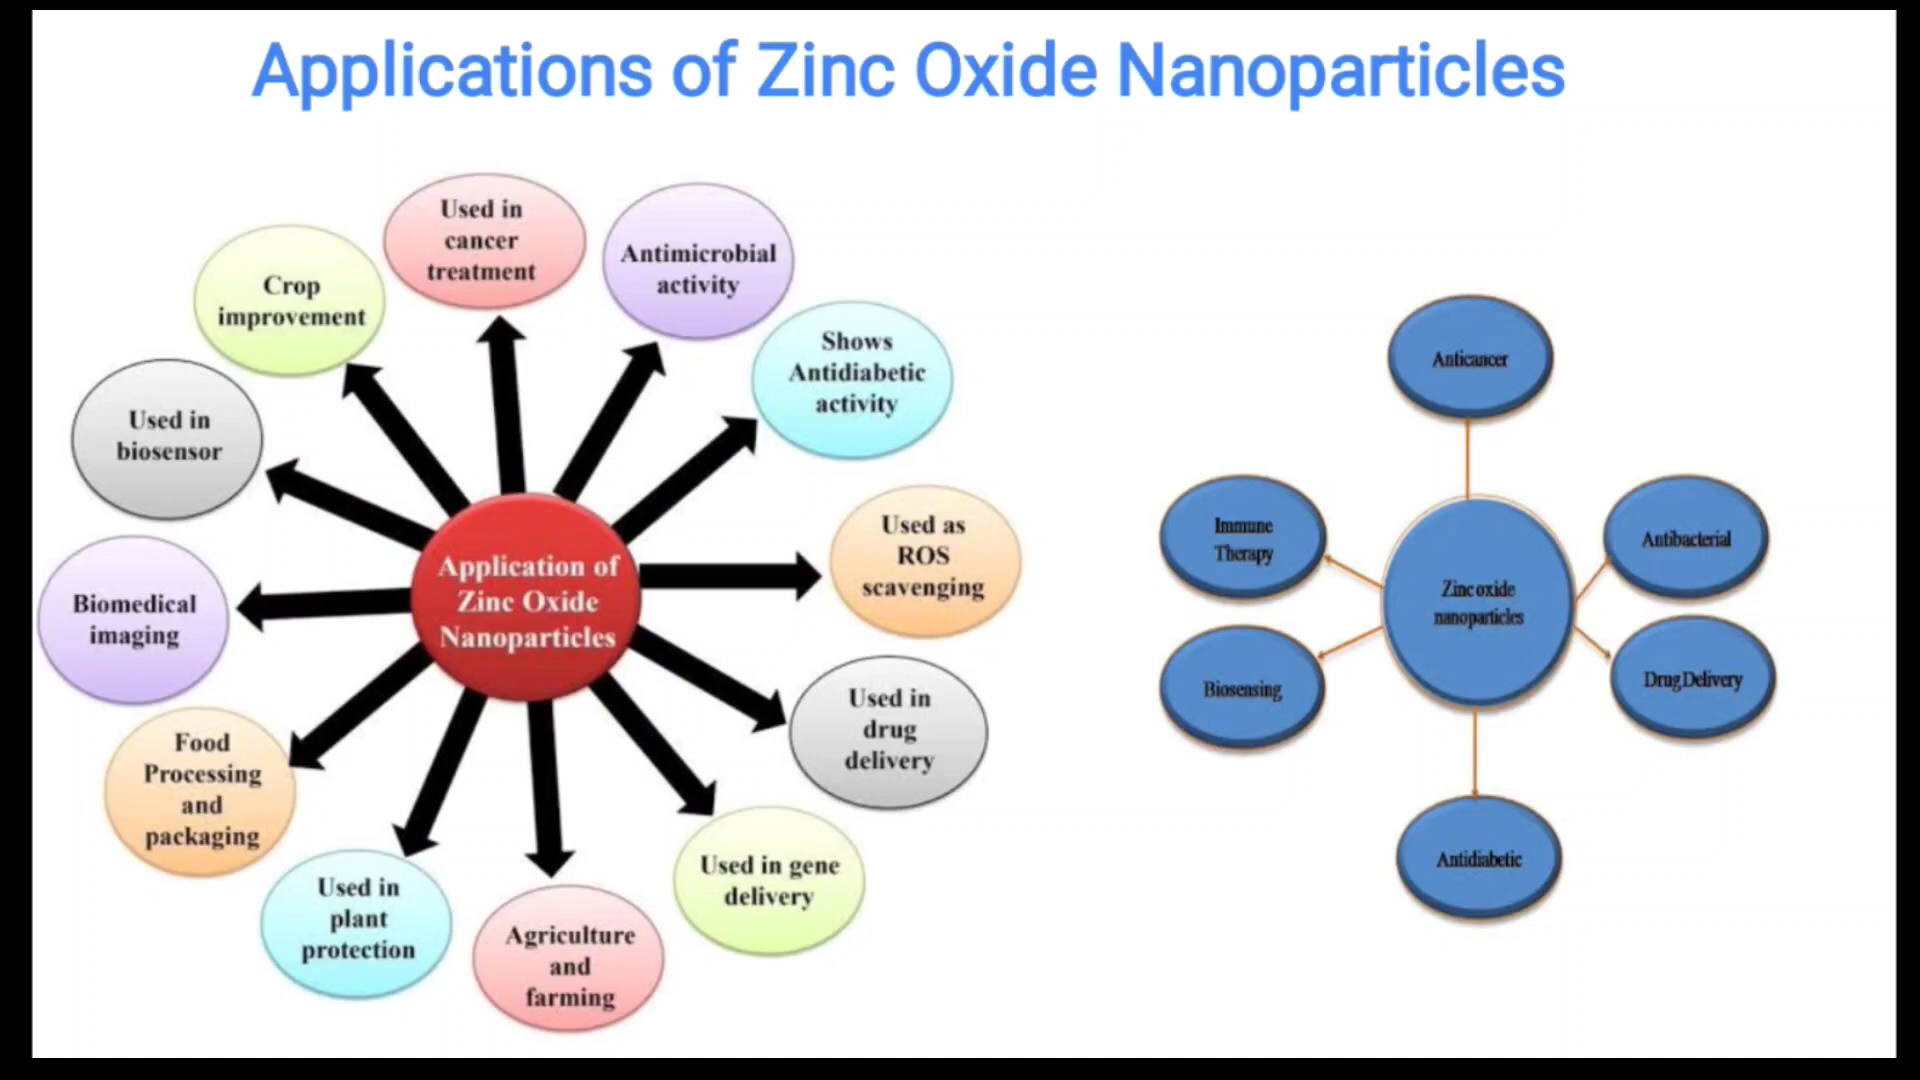 Applications of Zinc Oxide Nanoparticles
Used in
cancer
treatment
Antimicrobial
activity
Shows
Antidiabetic
activity
Used as
ROS
scavenging
Used in
drug
delivery
Used in gene
delivery
Agriculture
and
farming
Used in
plant
protection
Food
Processing
and
packaging
Biomedical
imaging
Used in
biosensor
Crop
improvement
Application of
Zinc Oxide
Nanoparticles
Anticancer
Antibacterial
Drug Delivery
Antidiabetic
Biosensing
Immune
Therapy
Zinc oxide
nanoparticles